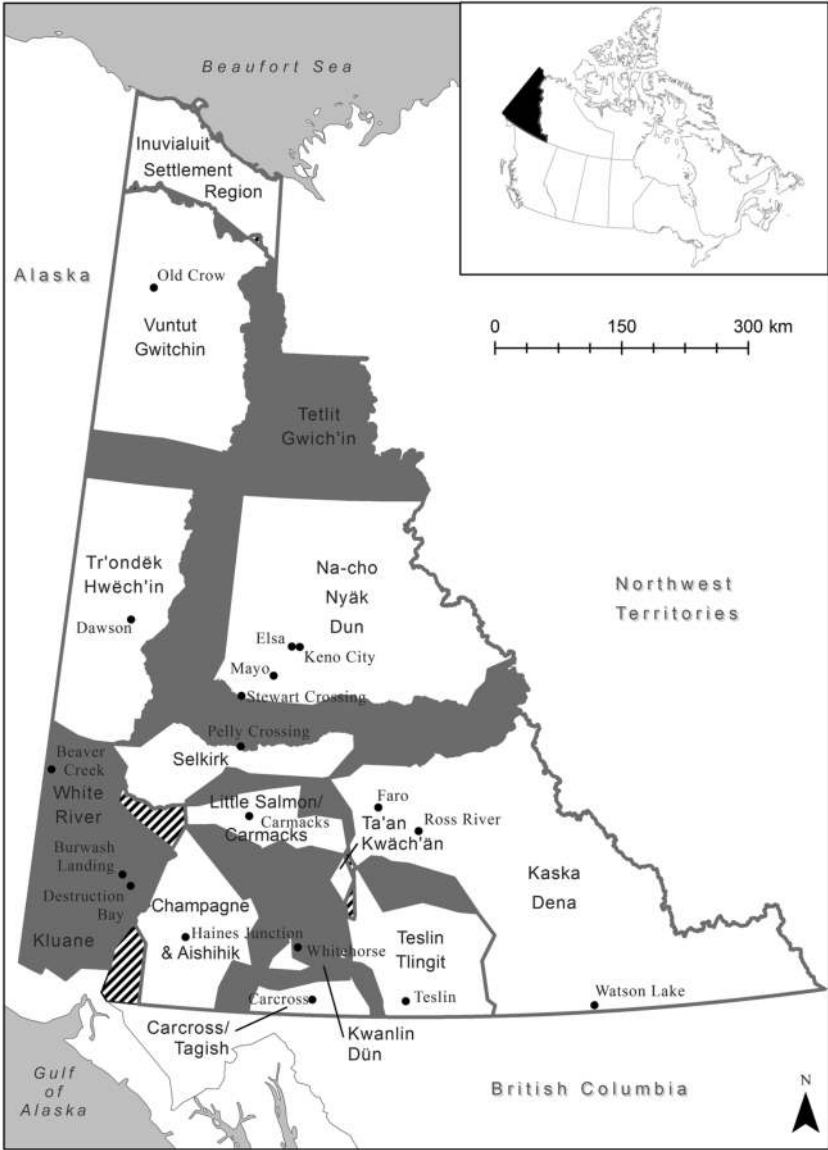 Beaufort Sea
Inuvialuit
Settlement
Region
Alaska
Old Crow
Vuntut
Gwitchin
0 150 300 km
Tetlit
Gwich'in
Tr'ondëk
Hwëch'in
Dawson
Na-cho
Nyäk
Dun
Elsa
Keno City
Mayo
Stewart Crossing
Northwest
Territories
Pelly Crossing
Selkirk
Beaver
Creek
White
River
Little Salmon/
Carmacks
Carmacks
Faro
Ross River
Ta'an
Kwäch'än
Burwash
Landing
Destruction
Bay
Kluane
Kaska
Dena
Champagne
& Aishihik
Haines Junction
Whitehorse
Teslin
Tlingit
Carcross
Teslin
Watson Lake
Carcross/
Tagish
Kwanlin
Dün
Gulf
of
Alaska
British Columbia
N